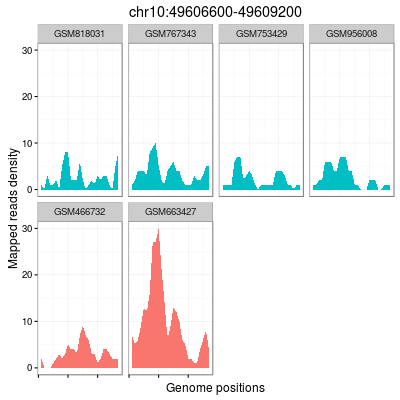 chr10:49606600-49609200
GSM818031 GSM767343 GSM753429 GSM956008
30
20
10
0
Mapped reads density
GSM466732 GSM663427
30
20
10
0
Genome positions